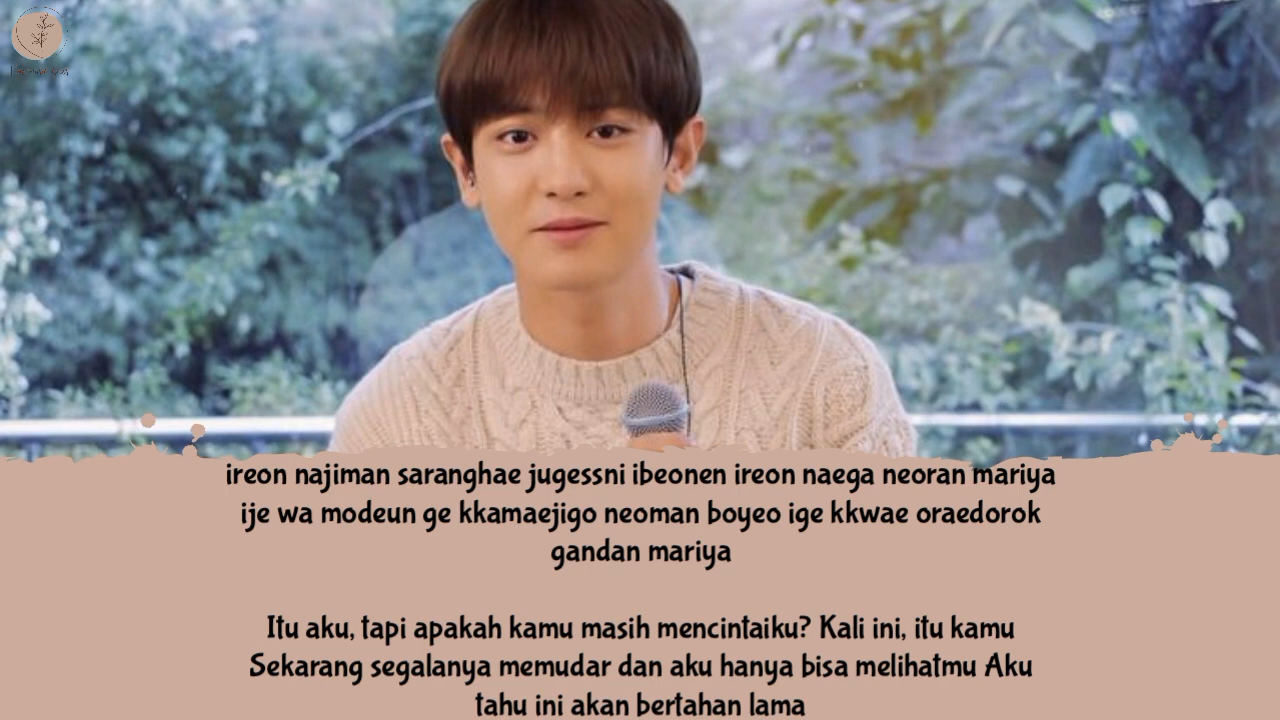 ireon najiman saranghae jugessni ibeonen ireon naega neoran mariya
ije wa modeun ge kkamaejigo neoman boyeo ige kkwae oraedorok
gandan mariya
Itu aku, tapi apakah kamu masih mencintaiku? Kali ini, itu kamu
Sekarang segalanya memudar dan aku hanya bisa melihatmu Aku
tahu ini akan bertahan lama